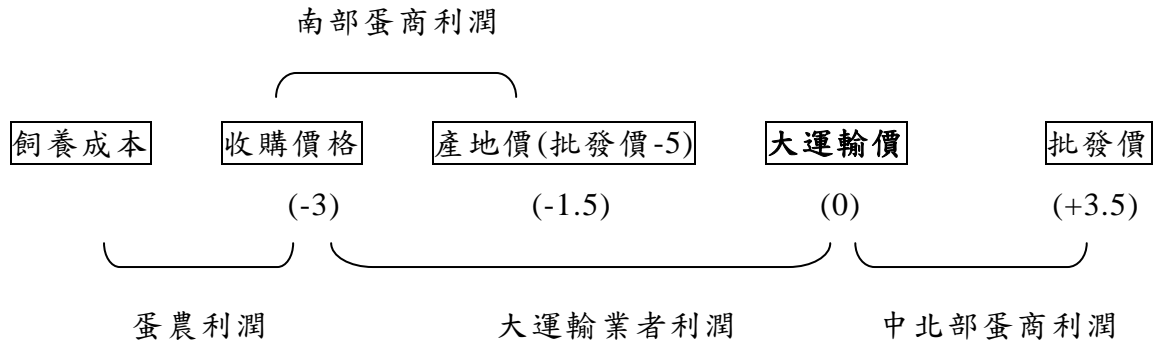 南部蛋商利潤
飼養成本 收購價格 產地價(批發價-5) 大運輸價 批發價
(-3) (-1.5) (0) (+3.5)
蛋農利潤 大運輸業者利潤 中北部蛋商利潤